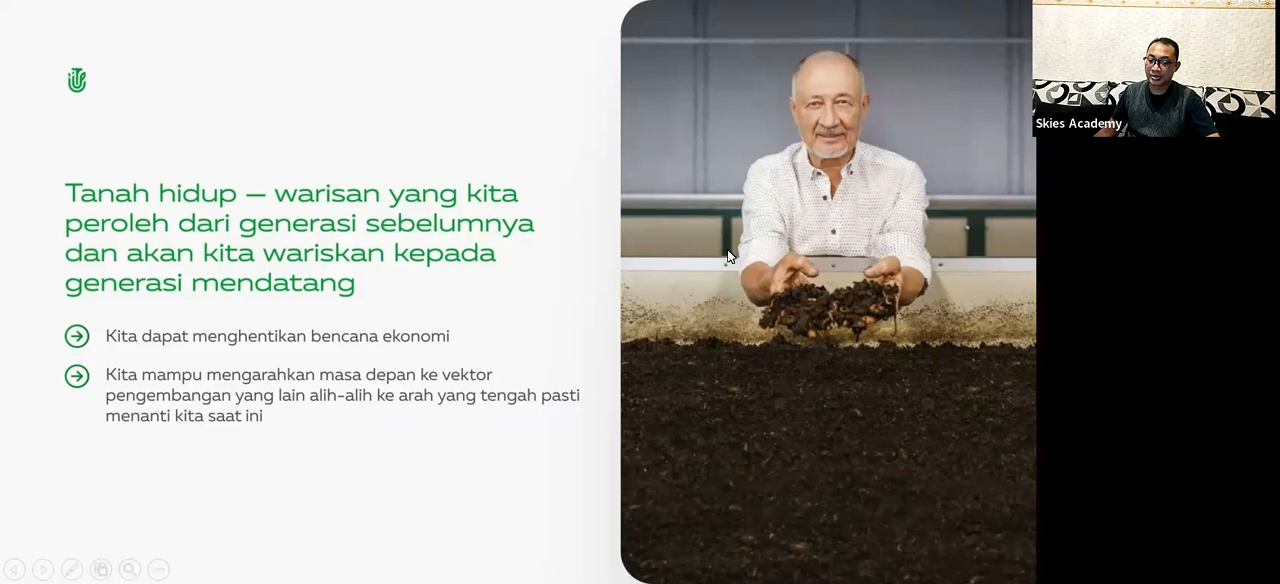 Tanah hidup — warisan yang kita
peroleh dari generasi sebelumnya
dan akan kita wariskan kepada
generasi mendatang
Kita dapat menghentikan bencana ekonomi
Kita mampu mengarahkan masa depan ke vektor
pengembangan yang lain alih-alih ke arah yang tengah pasti
menanti kita saat ini
Skies Academy